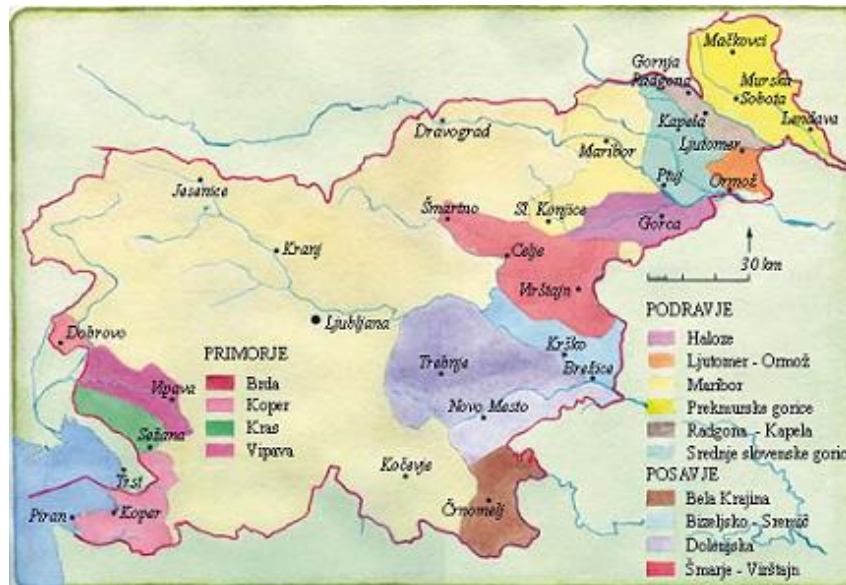 Mačkovci
Gornja
Radgona
Murska
Sobota
Kapela
Lendava
Dravograd
Maribor
Ljutomer
Ptuj
Ormož
Jesenice
Šmartno
Sl. Konjice
Gorca
Kranj
Celje
30 km
Virštajn
Ljubljana
Dobrovo
Krško
Trebnje
Brežice
Vipava
Novo Mesto
Sežana
Kočevje
Trst
Črnomelj
Piran
Koper
PRIMORJE
Brda
Koper
Kras
Vipava
PODRAVJE
Haloze
Ljutomer - Ormož
Maribor
Prekmurske gorice
Radgona - Kapela
Srednje slovenske goric
POSAVJE
Bela Krajina
Bizeljsko - Sremič
Dolenjska
Šmarje - Virštajn